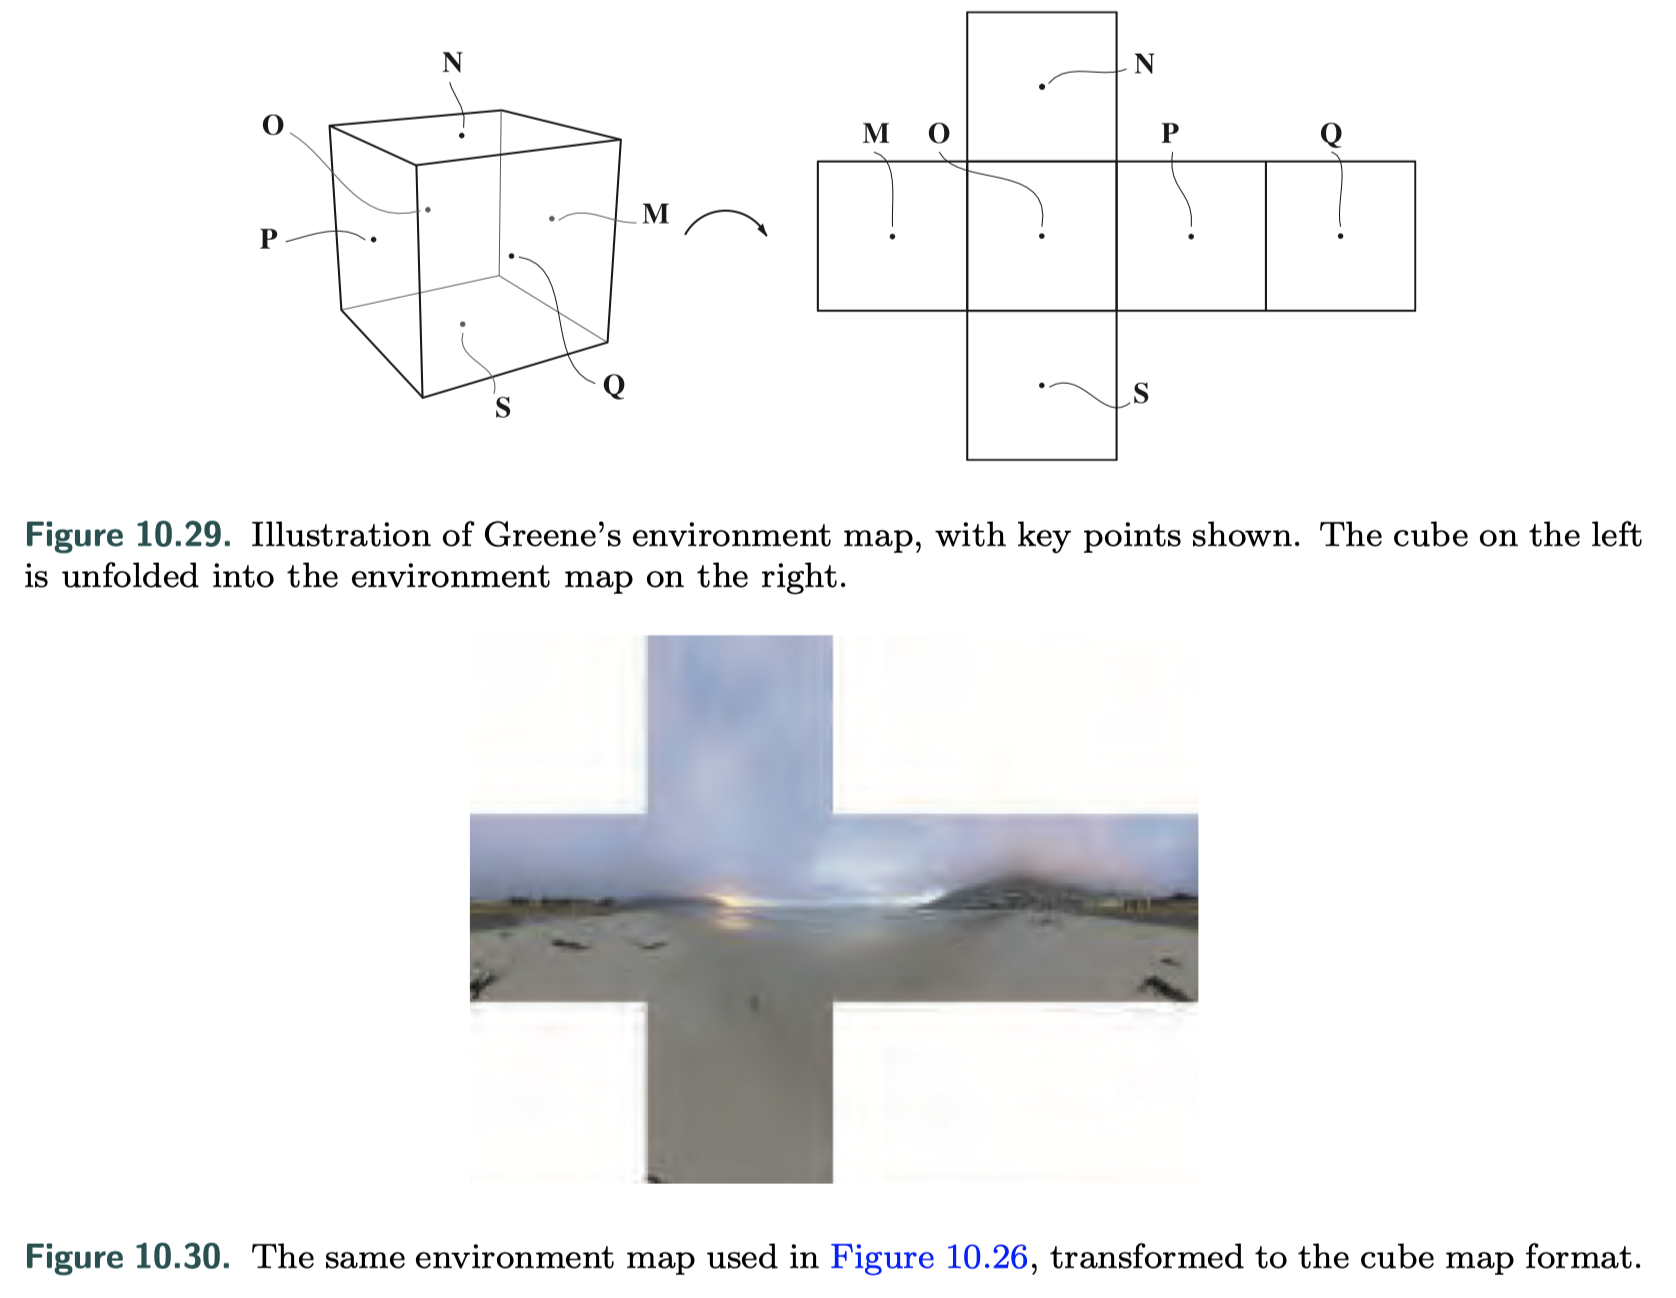 N
O
P
M
S
Q
N
M O P Q
S
Figure 10.29. Illustration of Greene’s environment map, with key points shown. The cube on the left
is unfolded into the environment map on the right.
Figure 10.30. The same environment map used in Figure 10.26, transformed to the cube map format.